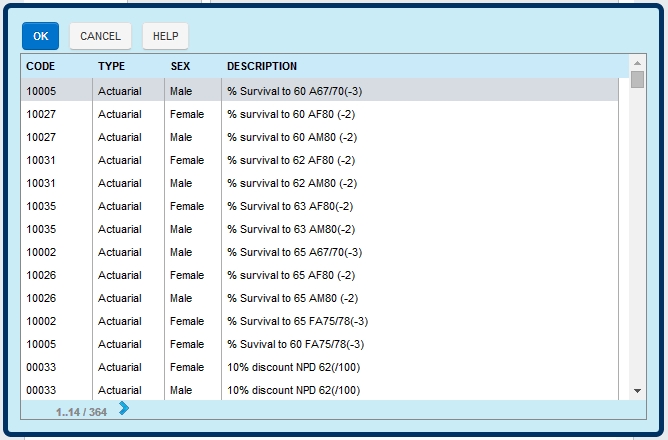 OK CANCEL HELP
CODE TYPE SEX DESCRIPTION
10005 Actuarial Male % Survival to 60 A67/70(-3)
10027 Actuarial Female % survival to 60 AF80 (-2)
10027 Actuarial Male % survival to 60 AM80 (-2)
10031 Actuarial Female % survival to 62 AF80 (-2)
10031 Actuarial Male % survival to 62 AM80 (-2)
10035 Actuarial Female % Survival to 63 AF80(-2)
10035 Actuarial Male % Survival to 63 AM80(-2)
10002 Actuarial Male % Survival to 65 A67/70(-3)
10026 Actuarial Female % survival to 65 AF80 (-2)
10026 Actuarial Male % Survival to 65 AM80 (-2)
10002 Actuarial Female % Survival to 65 FA75/78(-3)
10005 Actuarial Female % Suvival to 60 FA75/78(-3)
00033 Actuarial Female 10% discount NPD 62(/100)
00033 Actuarial Male 10% discount NPD 62(/100)
1..14 / 364